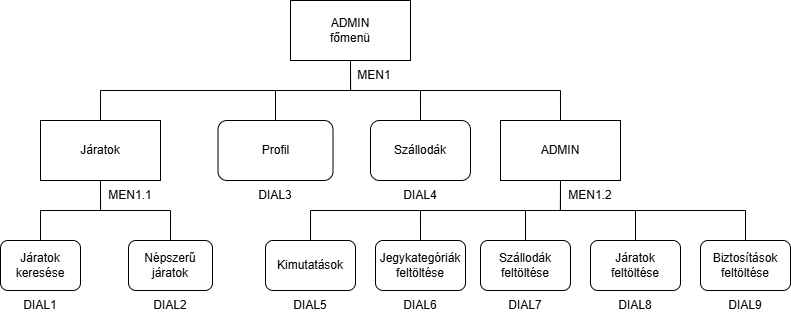 ADMIN
főmenü
MEN1
Járatok
Profil
Szállodák
ADMIN
MEN1.1
DIAL3
DIAL4
MEN1.2
Járatok
keresése
Népszerű
járatok
Kimutatások
Jegykategóriák
feltöltése
Szállodák
feltöltése
Járatok
feltöltése
Biztosítások
feltöltése
DIAL1
DIAL2
DIAL5
DIAL6
DIAL7
DIAL8
DIAL9